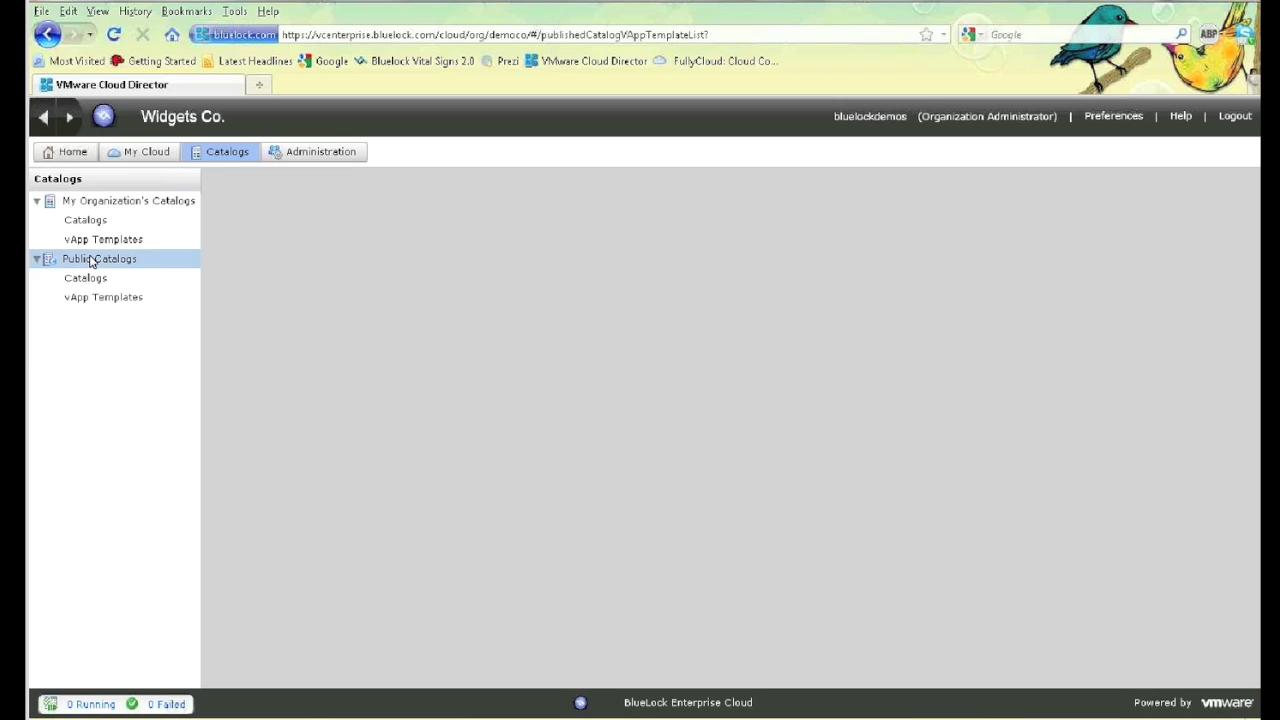 File Edit View History Bookmarks Tools Help
bluelock.com https://vcenterprise.bluelock.com/cloud/org/democo/#/publishedCatalogVAppTemplateList? Google ABP
Most Visited Getting Started Latest Headlines Google Bluelock Vital Signs 2.0 Prezi VMware Cloud Director FullyCloud: Cloud Co...
VMware Cloud Director
Widgets Co. bluelockdemos (Organization Administrator) | Preferences | Help | Logout
Home My Cloud Catalogs Administration
Catalogs
My Organization's Catalogs
Catalogs
vApp Templates
Public Catalogs
Catalogs
vApp Templates
0 Running 0 Failed BlueLock Enterprise Cloud Powered by vmware